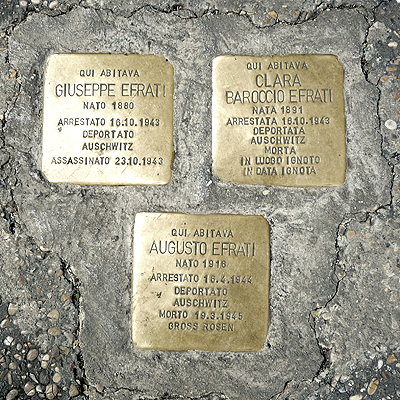 QUI ABITAVA
GIUSEPPE EFRATI
NATO 1880
ARRESTATO 16.10.1943
DEPORTATO
AUSCHWITZ
ASSASSINATO 23.10.1943
QUI ABITAVA
CLARA
BAROCCIO EFRATI
NATA 1891
ARRESTATA 16.10.1943
DEPORTATA
AUSCHWITZ
MORTA
IN LUOGO IGNOTO
IN DATA IGNOTA
QUI ABITAVA
AUGUSTO EFRATI
NATO 1916
ARRESTATO 16.4.1944
DEPORTATO
AUSCHWITZ
MORTO 19.3.1945
GROSS ROSEN